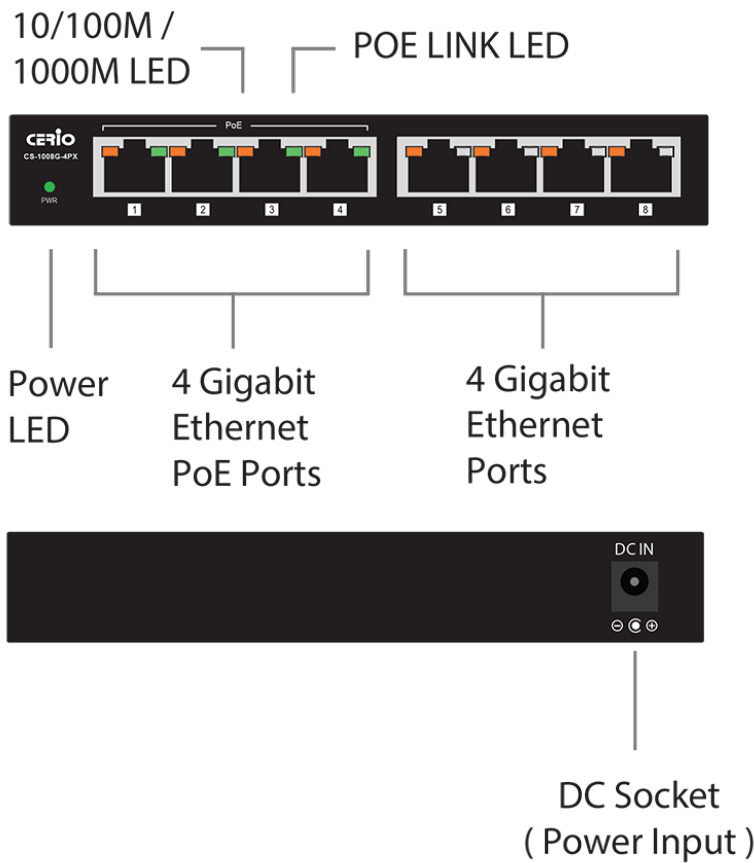 10/100M /
1000M LED
POE LINK LED
PoE
CERIO
CS-1008G-4PX
PWR
1 2 3 4 5 6 7 8
Power
LED
4 Gigabit
Ethernet
PoE Ports
4 Gigabit
Ethernet
Ports
DC IN
DC Socket
( Power Input )